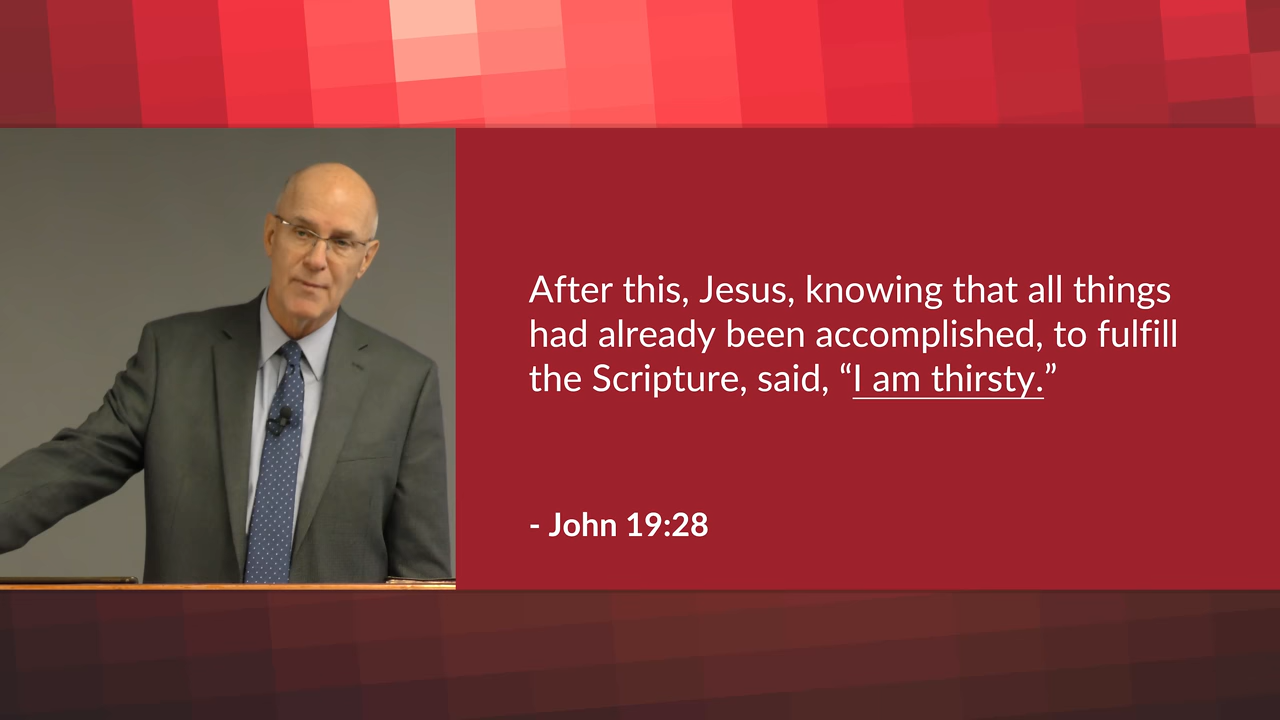 After this, Jesus, knowing that all things
had already been accomplished, to fulfill
the Scripture, said, “I am thirsty.”
- John 19:28